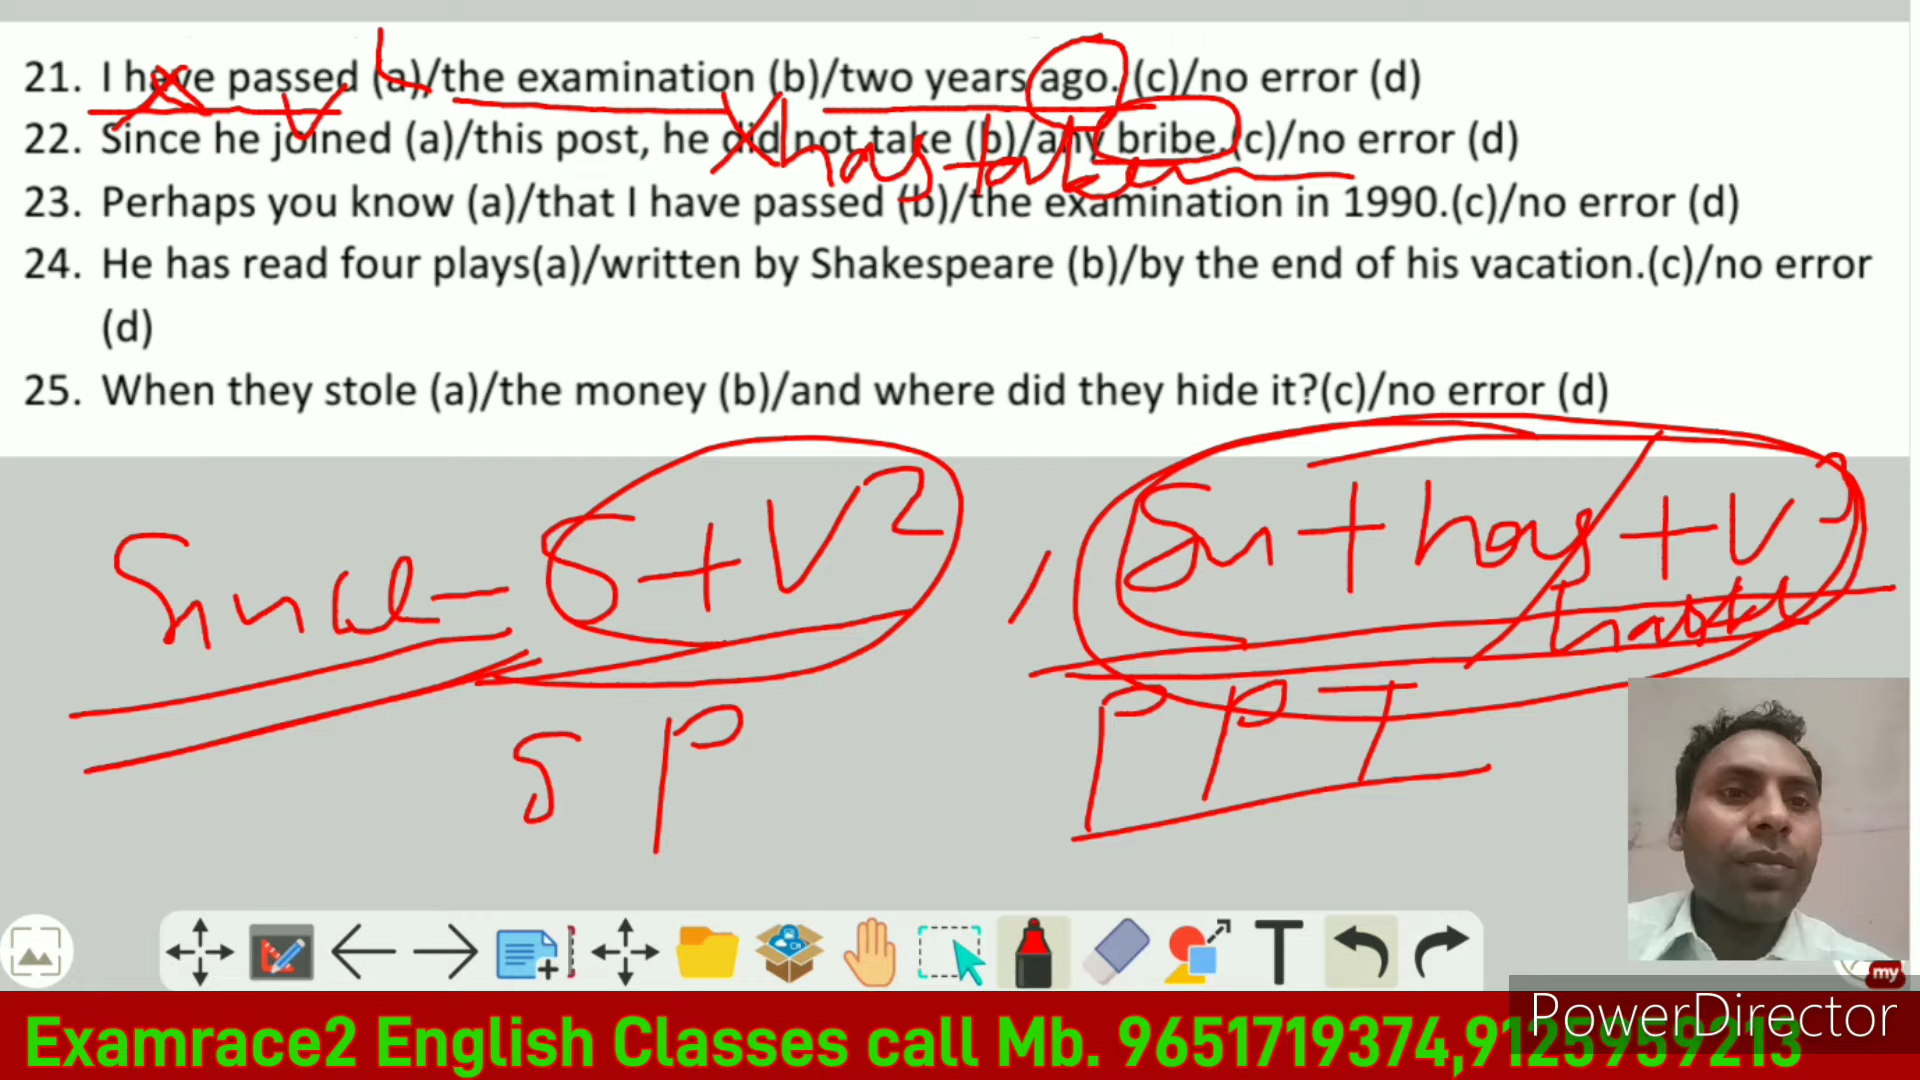 21. I have passed (a)/the examination (b)/two years ago. (c)/no error (d)
22. Since he joined (a)/this post, he did not take (b)/any bribe.(c)/no error (d)
has taken
23. Perhaps you know (a)/that I have passed (b)/the examination in 1990.(c)/no error (d)
24. He has read four plays(a)/written by Shakespeare (b)/by the end of his vacation.(c)/no error
(d)
25. When they stole (a)/the money (b)/and where did they hide it?(c)/no error (d)
S+V2 , Su+has+V3
S P
my
PowerDirector
Examrace2 English Classes call Mb. 9651719374,9125959213